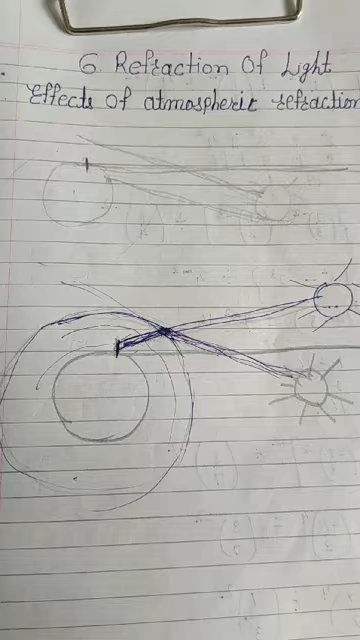 6 Refraction Of Light
Effects of atmospheric refraction